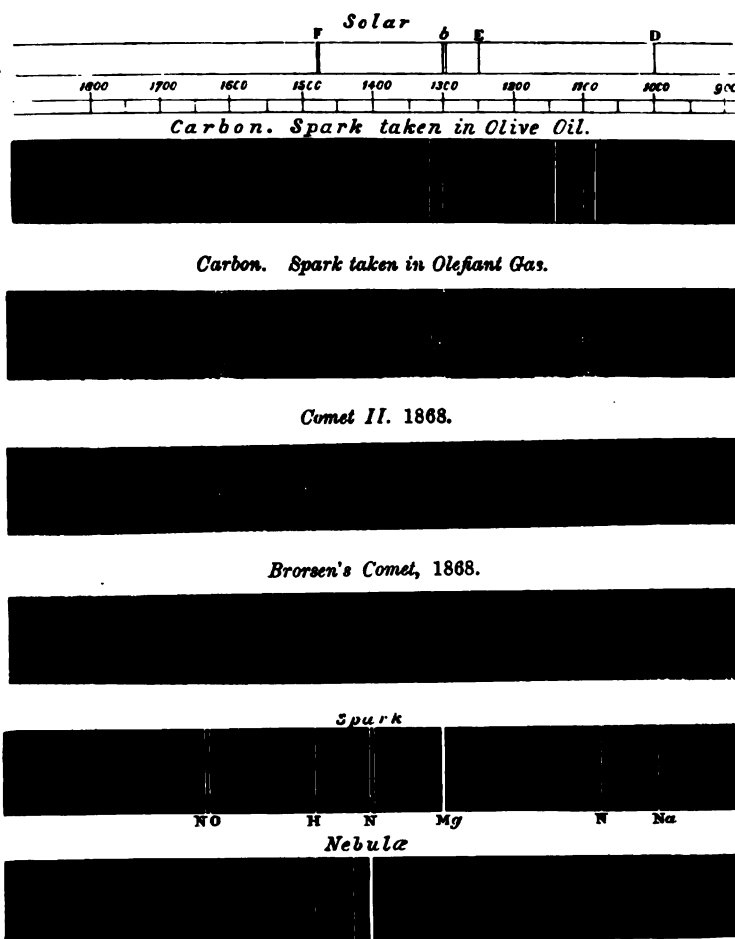 Solar
F b E D
1800 1700 1600 1500 1400 1300 1200 1100 1000 900
Carbon. Spark taken in Olive Oil.
Carbon. Spark taken in Olefiant Gas.
Comet II. 1868.
Brorsen's Comet, 1868.
Spark
N O H N Mg N Na
Nebulæ